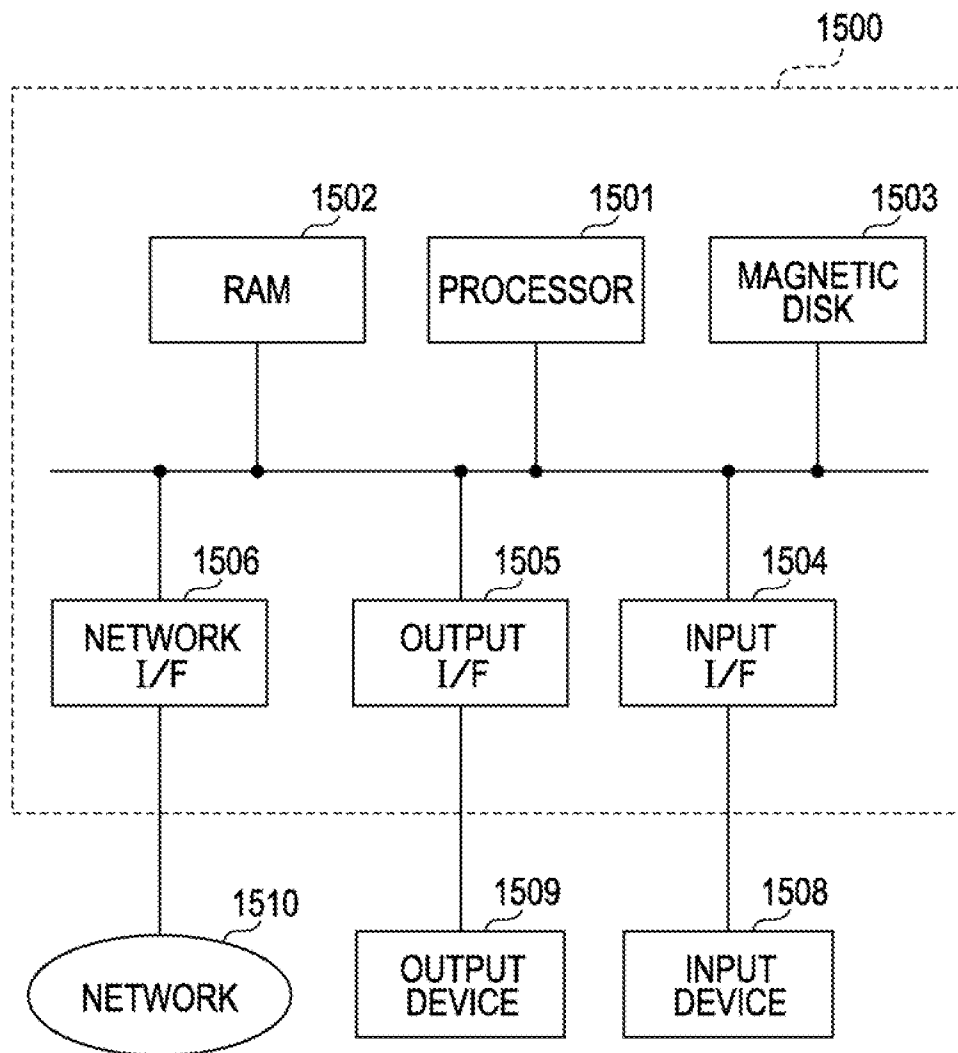 1500
1502
1501
1503
RAM
PROCESSOR
MAGNETIC
DISK
1506
1505
1504
NETWORK
I/F
OUTPUT
I/F
INPUT
I/F
1510
1509
1508
NETWORK
OUTPUT
DEVICE
INPUT
DEVICE